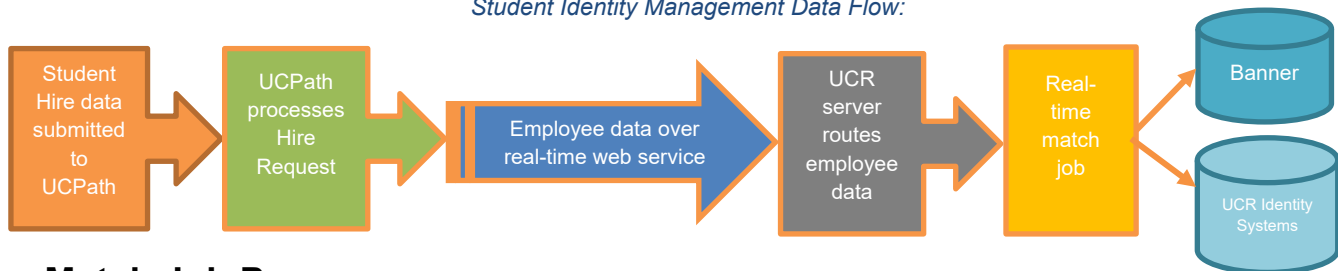 Student Identity Management Data Flow:
Student
Hire data
submitted
to
UCPath
UCPath
processes
Hire
Request
Employee data over
real-time web service
UCR
server
routes
employee
data
Real-
time
match
job
Banner
UCR Identity
Systems